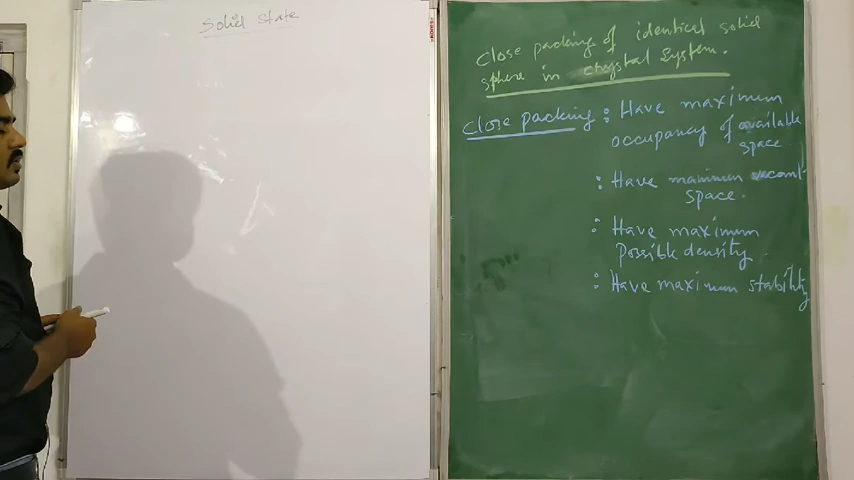 Solid State
Close packing of identical solid
sphere in crystal System.
Close packing : Have maximum
occupancy of available
space
: Have mainimum vacant
space.
: Have maximum
Possible density.
: Have maximum stability